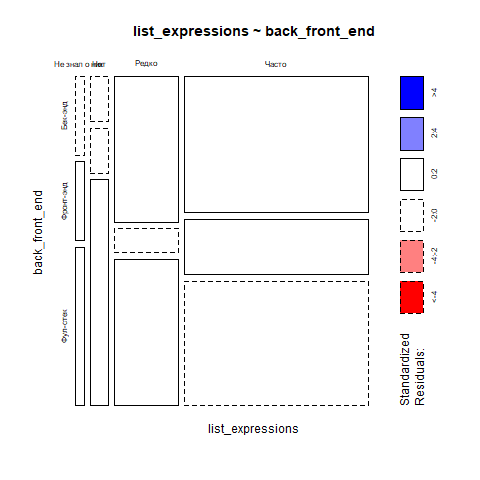 list_expressions ~ back_front_end
Не знал о
Нет
Редко
Часто
Бек-энд
Фронт-энд
Фул-стек
back_front_end
list_expressions
>4
2:4
0:2
-2:0
-4:-2
<-4
Standardized
Residuals: